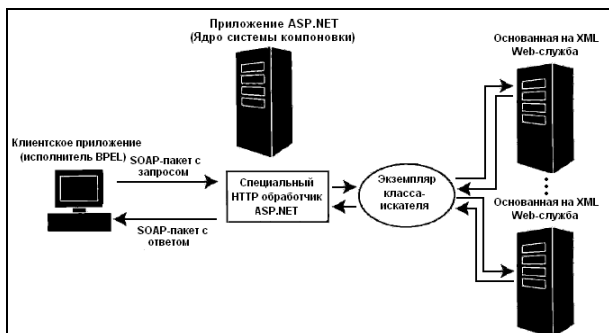 Приложение ASP.NET
(Ядро системы компоновки)
Основанная на XML
Web-служба
Клиентское приложение
(исполнитель BPEL)
SOAP-пакет с
запросом
Специальный
HTTP обработчик
ASP.NET
Экземпляр
класса-
искателя
SOAP-пакет с
ответом
Основанная на XML
Web-служба